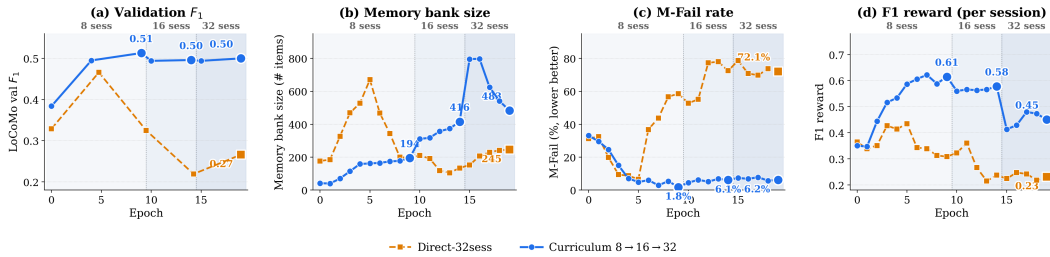 (a) Validation F₁
8 sess 16 sess 32 sess
0.51
0.50
0.50
0.27
0.5
0.4
0.3
0.2
LoCoMo val F₁
0 5 10 15
Epoch
(b) Memory bank size
8 sess 16 sess 32 sess
194
416
483
245
800
600
400
200
0
Memory bank size (# items)
0 5 10 15
Epoch
(c) M-Fail rate
8 sess 16 sess 32 sess
72.1%
1.8%
6.1%
6.2%
80
60
40
20
0
M-Fail (%, lower better)
0 5 10 15
Epoch
(d) F1 reward (per session)
8 sess 16 sess 32 sess
0.61
0.58
0.45
0.23
0.7
0.6
0.5
0.4
0.3
0.2
F1 reward
0 5 10 15
Epoch
Direct-32sess
Curriculum 8→16→32